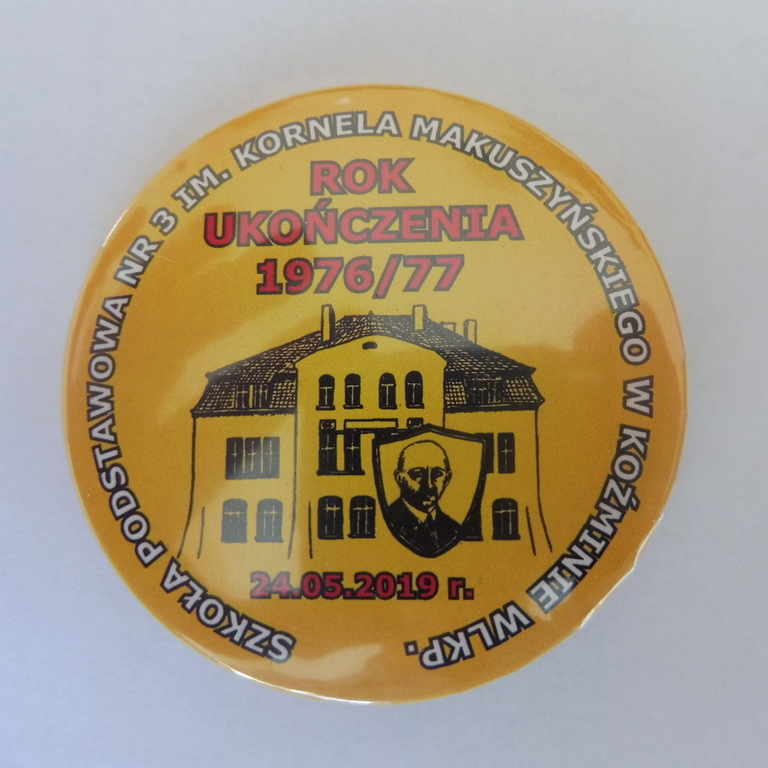 SZKOŁA PODSTAWOWA NR 3 IM. KORNELA MAKUSZYŃSKIEGO W KOŹMINIE WLKP.
ROK
UKOŃCZENIA
1976/77
24.05.2019 r.